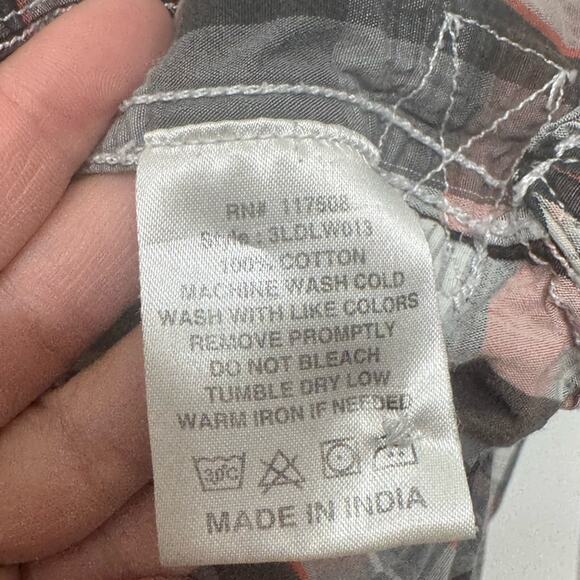 RN# 117508
Style : 3LDLW013
100% COTTON
MACHINE WASH COLD
WASH WITH LIKE COLORS
REMOVE PROMPTLY
DO NOT BLEACH
TUMBLE DRY LOW
WARM IRON IF NEEDED
30°C
MADE IN INDIA